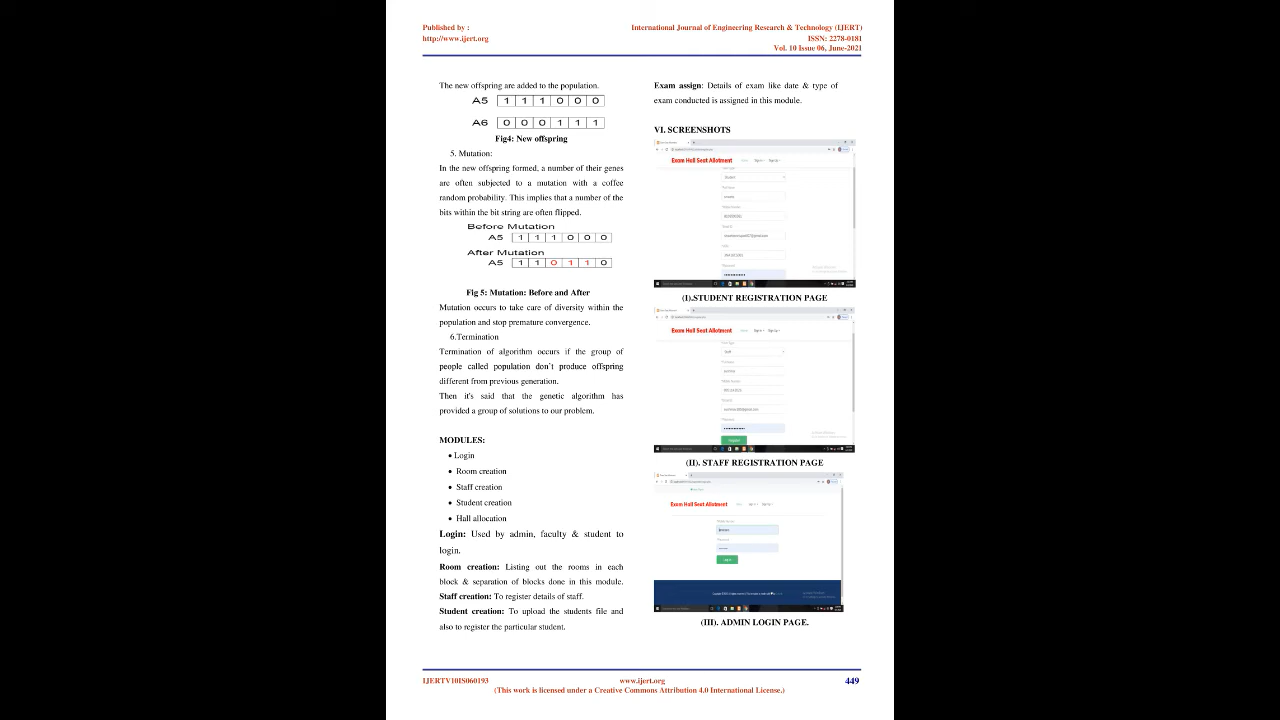 Published by :
http://www.ijert.org
International Journal of Engineering Research & Technology (IJERT)
ISSN: 2278-0181
Vol. 10 Issue 06, June-2021
The new offspring are added to the population.
A5 1 1 1 0 0 0
A6 0 0 0 1 1 1
Fig4: New offspring
5. Mutation:
In the new offspring formed, a number of their genes
are often subjected to a mutation with a coffee
random probability. This implies that a number of the
bits within the bit string are often flipped.
Before Mutation
A5 1 1 1 0 0 0
After Mutation
A5 1 1 0 1 1 0
Fig 5: Mutation: Before and After
Mutation occurs to take care of diversity within the
population and stop premature convergence.
6.Termination
Termination of algorithm occurs if the group of
people called population don't produce offspring
different from previous generation.
Then it's said that the genetic algorithm has
provided a group of solutions to our problem.
MODULES:
• Login
• Room creation
• Staff creation
• Student creation
• Hall allocation
Login: Used by admin, faculty & student to
login.
Room creation: Listing out the rooms in each
block & separation of blocks done in this module.
Staff creation: To register details of staff.
Student creation: To upload the students file and
also to register the particular student.
Exam assign: Details of exam like date & type of
exam conducted is assigned in this module.
VI. SCREENSHOTS
Exam Hall Seat Allotment
(I).STUDENT REGISTRATION PAGE
Exam Hall Seat Allotment
Register
(II). STAFF REGISTRATION PAGE
Exam Hall Seat Allotment
(III). ADMIN LOGIN PAGE.
IJERTV10IS060193
www.ijert.org
449
(This work is licensed under a Creative Commons Attribution 4.0 International License.)